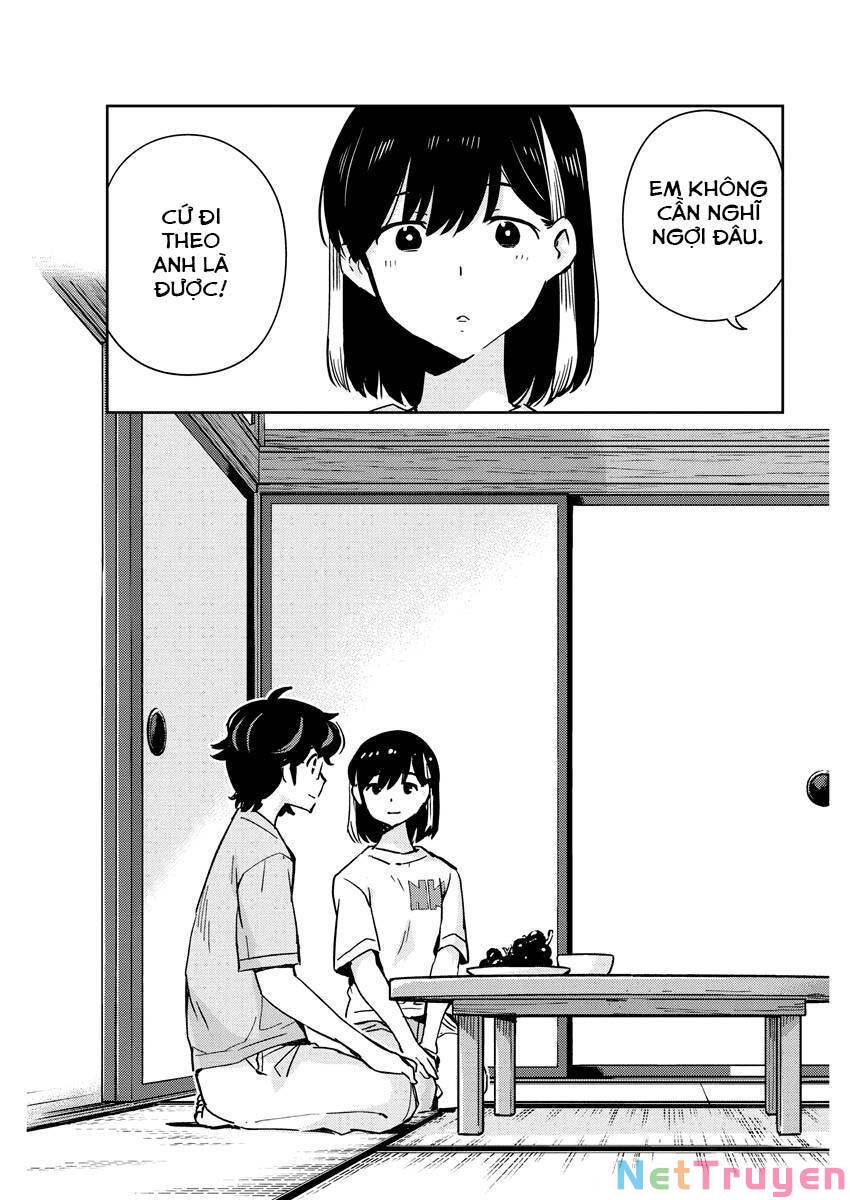 EM KHÔNG
CẦN NGHĨ
NGỢI ĐÂU.
CỨ ĐI
THEO
ANH LÀ
ĐƯỢC!
NETTRUYEN